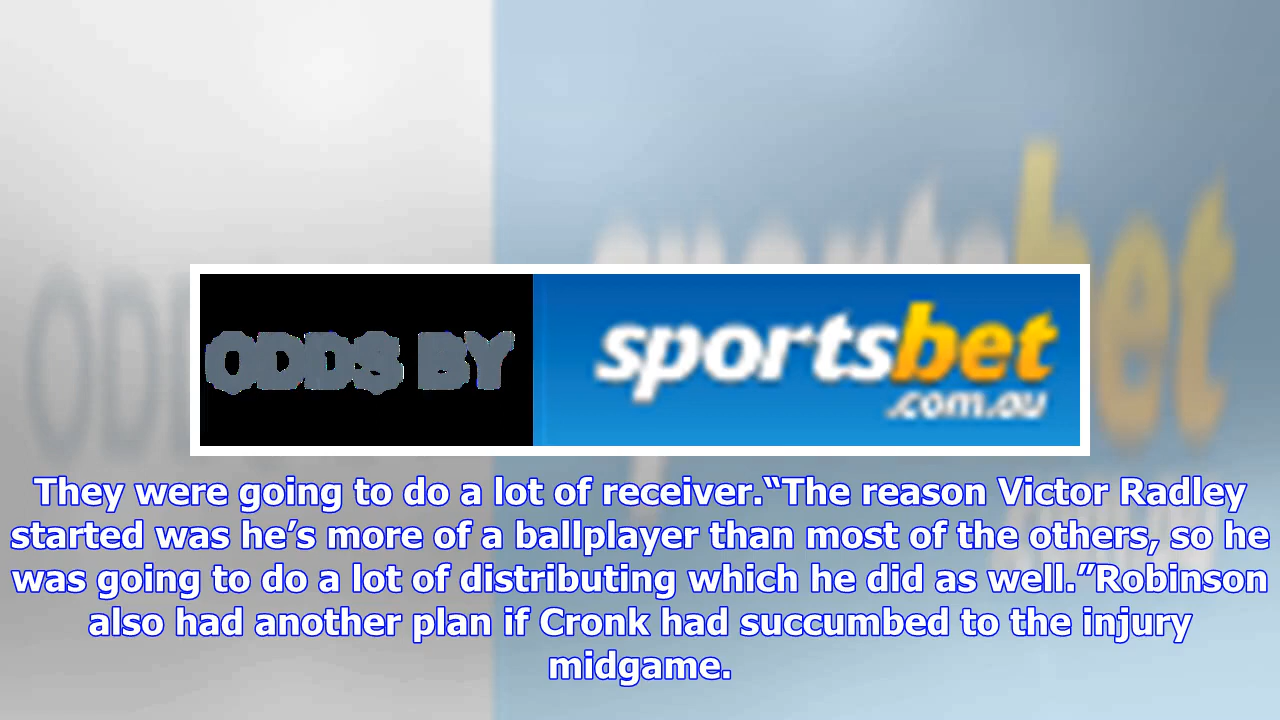 ODDS BY
sportsbet
.com.au
They were going to do a lot of receiver.“The reason Victor Radley
started was he’s more of a ballplayer than most of the others, so he
was going to do a lot of distributing which he did as well.”Robinson
also had another plan if Cronk had succumbed to the injury
midgame.